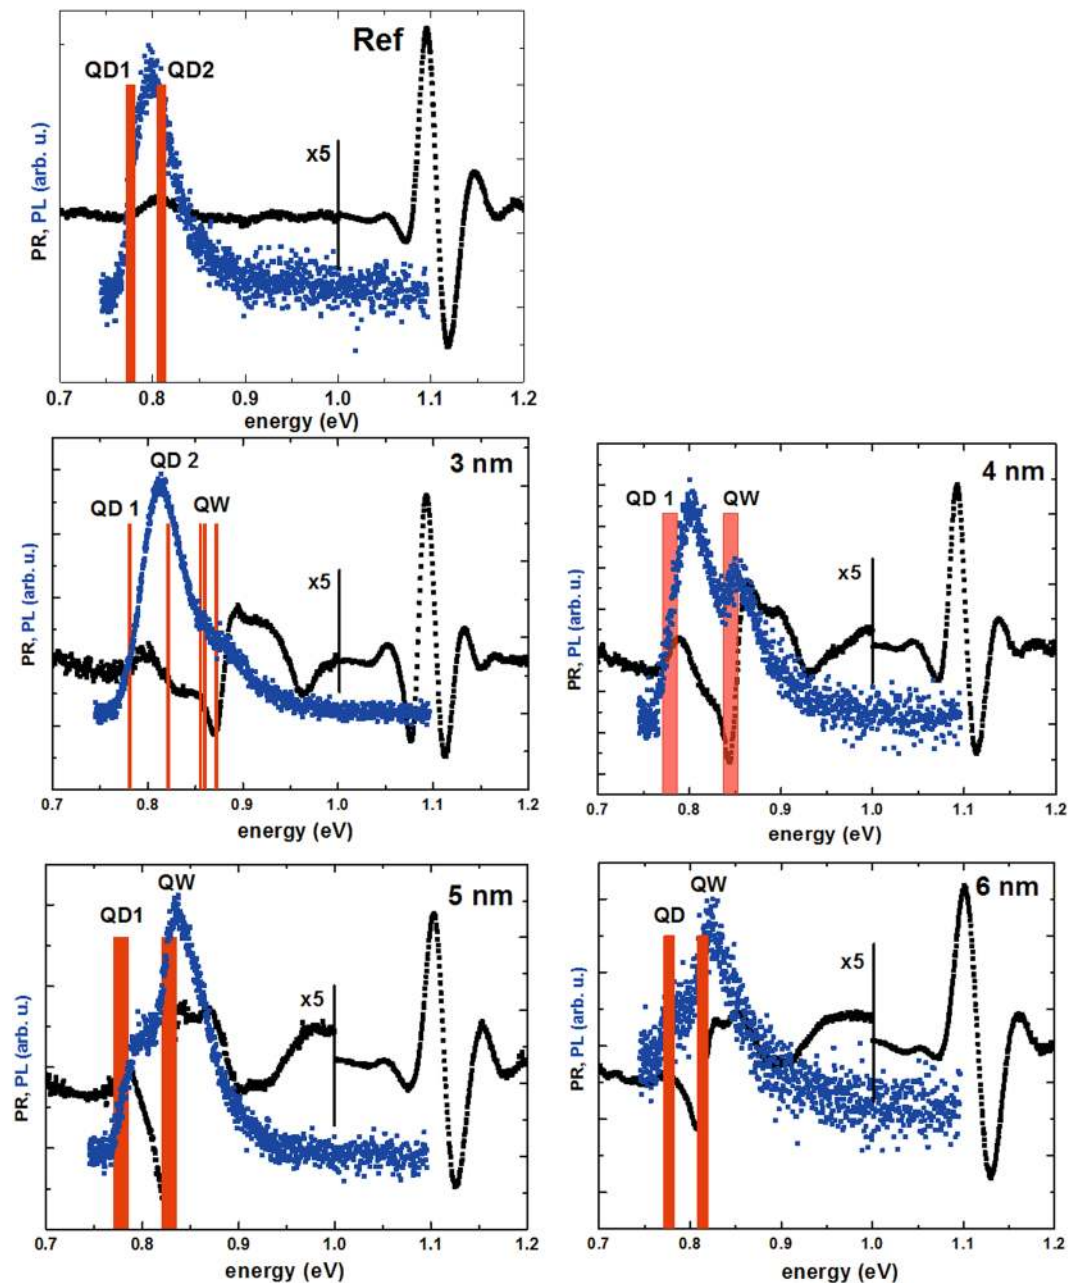 Ref
QD1 QD2
x5
PR, PL (arb. u.)
0.7 0.8 0.9 1.0 1.1 1.2
energy (eV)
3 nm
QD 2
QD 1 QW
x5
PR, PL (arb. u.)
0.7 0.8 0.9 1.0 1.1 1.2
energy (eV)
4 nm
QD 1 QW
x5
PR, PL (arb. u.)
0.7 0.8 0.9 1.0 1.1 1.2
energy (eV)
5 nm
QW
QD1
x5
PR, PL (arb. u.)
0.7 0.8 0.9 1.0 1.1 1.2
energy (eV)
6 nm
QW
QD
x5
PR, PL (arb. u.)
0.7 0.8 0.9 1.0 1.1 1.2
energy (eV)